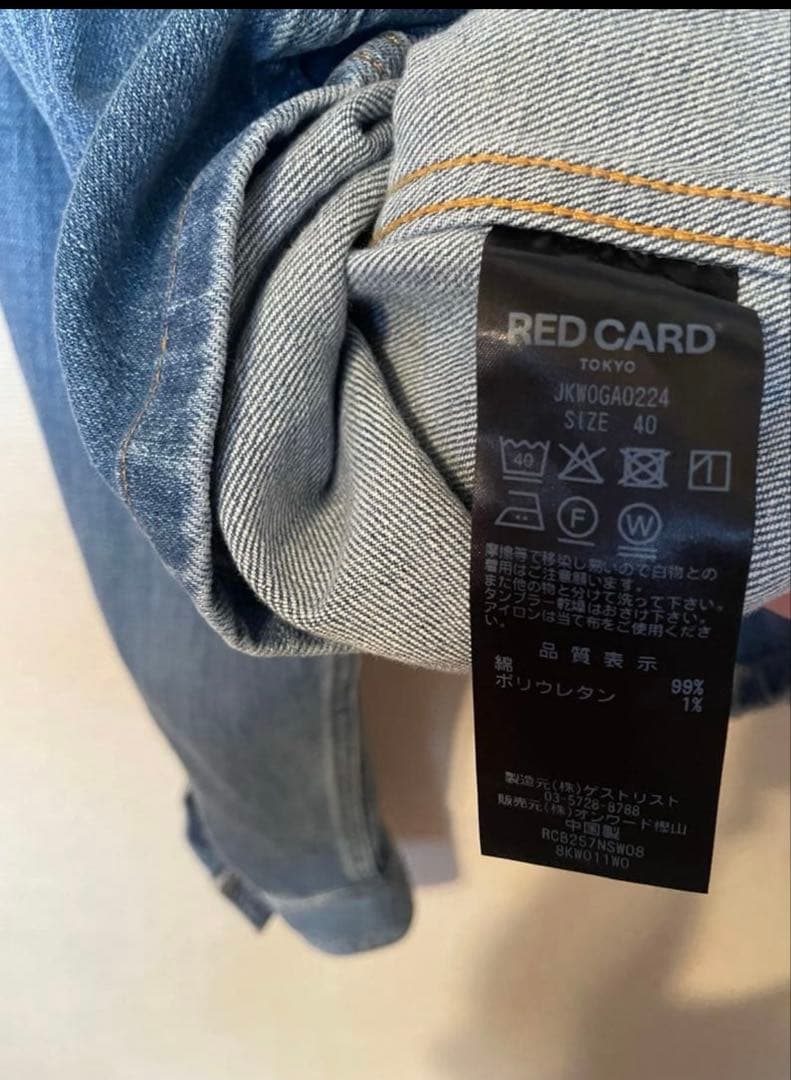 RED CARD
TOKYO
JKWOGA0224
SIZE 40
40
F W
摩擦等で移染し易いので白物との
着用はご注意願います。
また他の物と分けて洗って下さい。
タンブラー乾燥はおさけ下さい。
アイロンは当て布をご使用くださ
い。
品質表示
綿 99%
ポリウレタン 1%
製造元(株)ゲストリスト
03-5728-8788
販売元(株)オンワード樫山
中国製
RCB257NSW08
8KW011W0